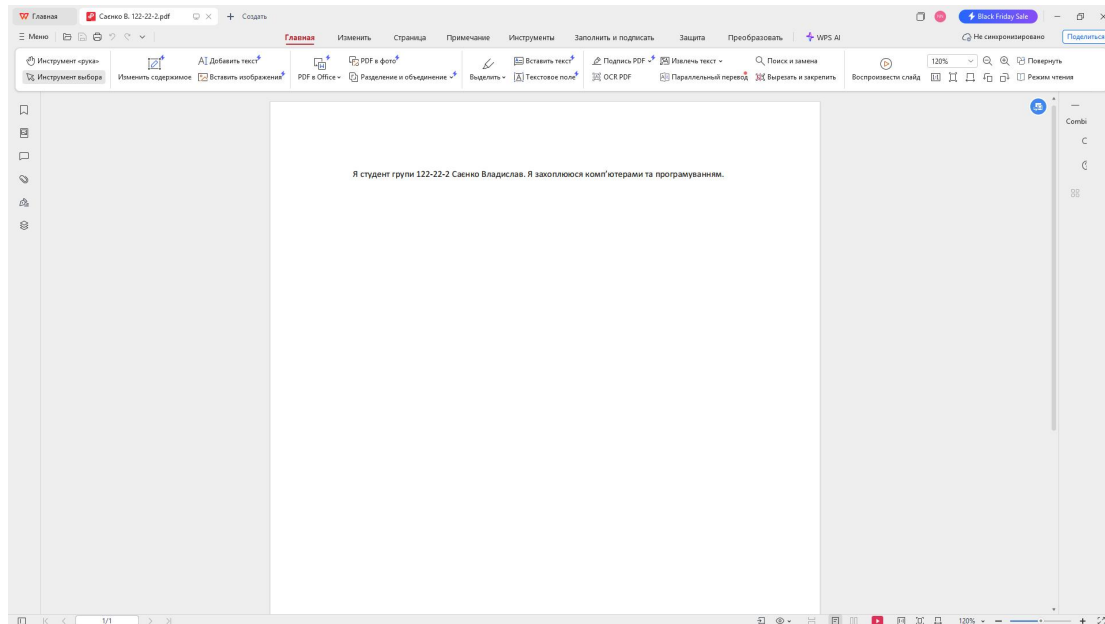 Главная
Саєнко В. 122-22-2.pdf
Создать
Black Friday Sale
Меню
Главная Изменить Страница Примечание Инструменты Заполнить и подписать Защита Преобразовать WPS AI
Не синхронизировано
Поделиться
Инструмент «рука» AI Добавить текст PDF в фото Вставить текст Подпись PDF Извлечь текст Поиск и замена 120% Повернуть
Инструмент выбора Изменить содержимое Вставить изображения PDF в Office Разделение и объединение Выделить Текстовое поле OCR PDF Параллельный перевод Вырезать и закрепить Воспроизвести слайд Режим чтения
Combi
Я студент групи 122-22-2 Саєнко Владислав. Я захоплююся комп'ютерами та програмуванням.
1/1
120%